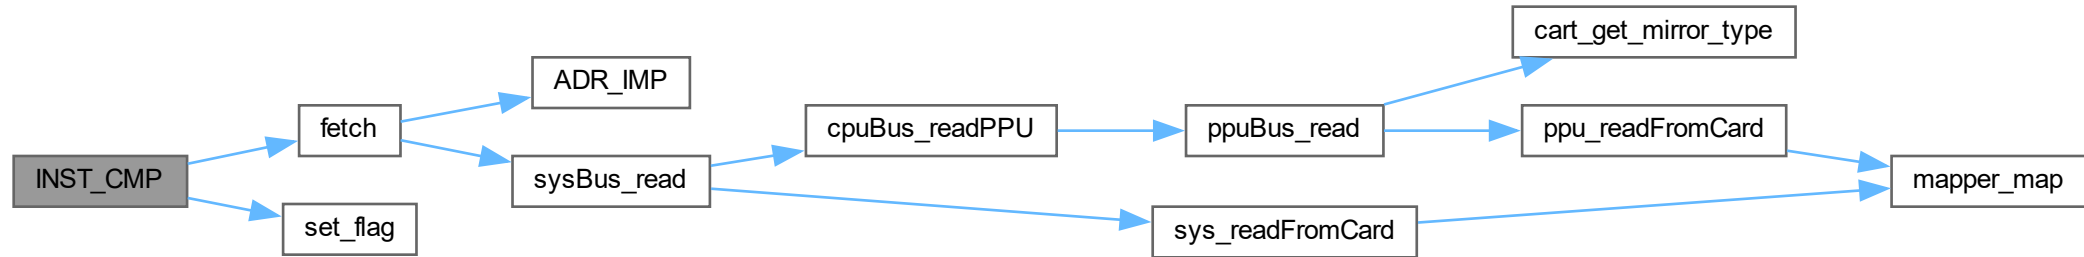 INST_CMP
fetch
set_flag
ADR_IMP
sysBus_read
cpuBus_readPPU
sys_readFromCard
ppuBus_read
cart_get_mirror_type
ppu_readFromCard
mapper_map